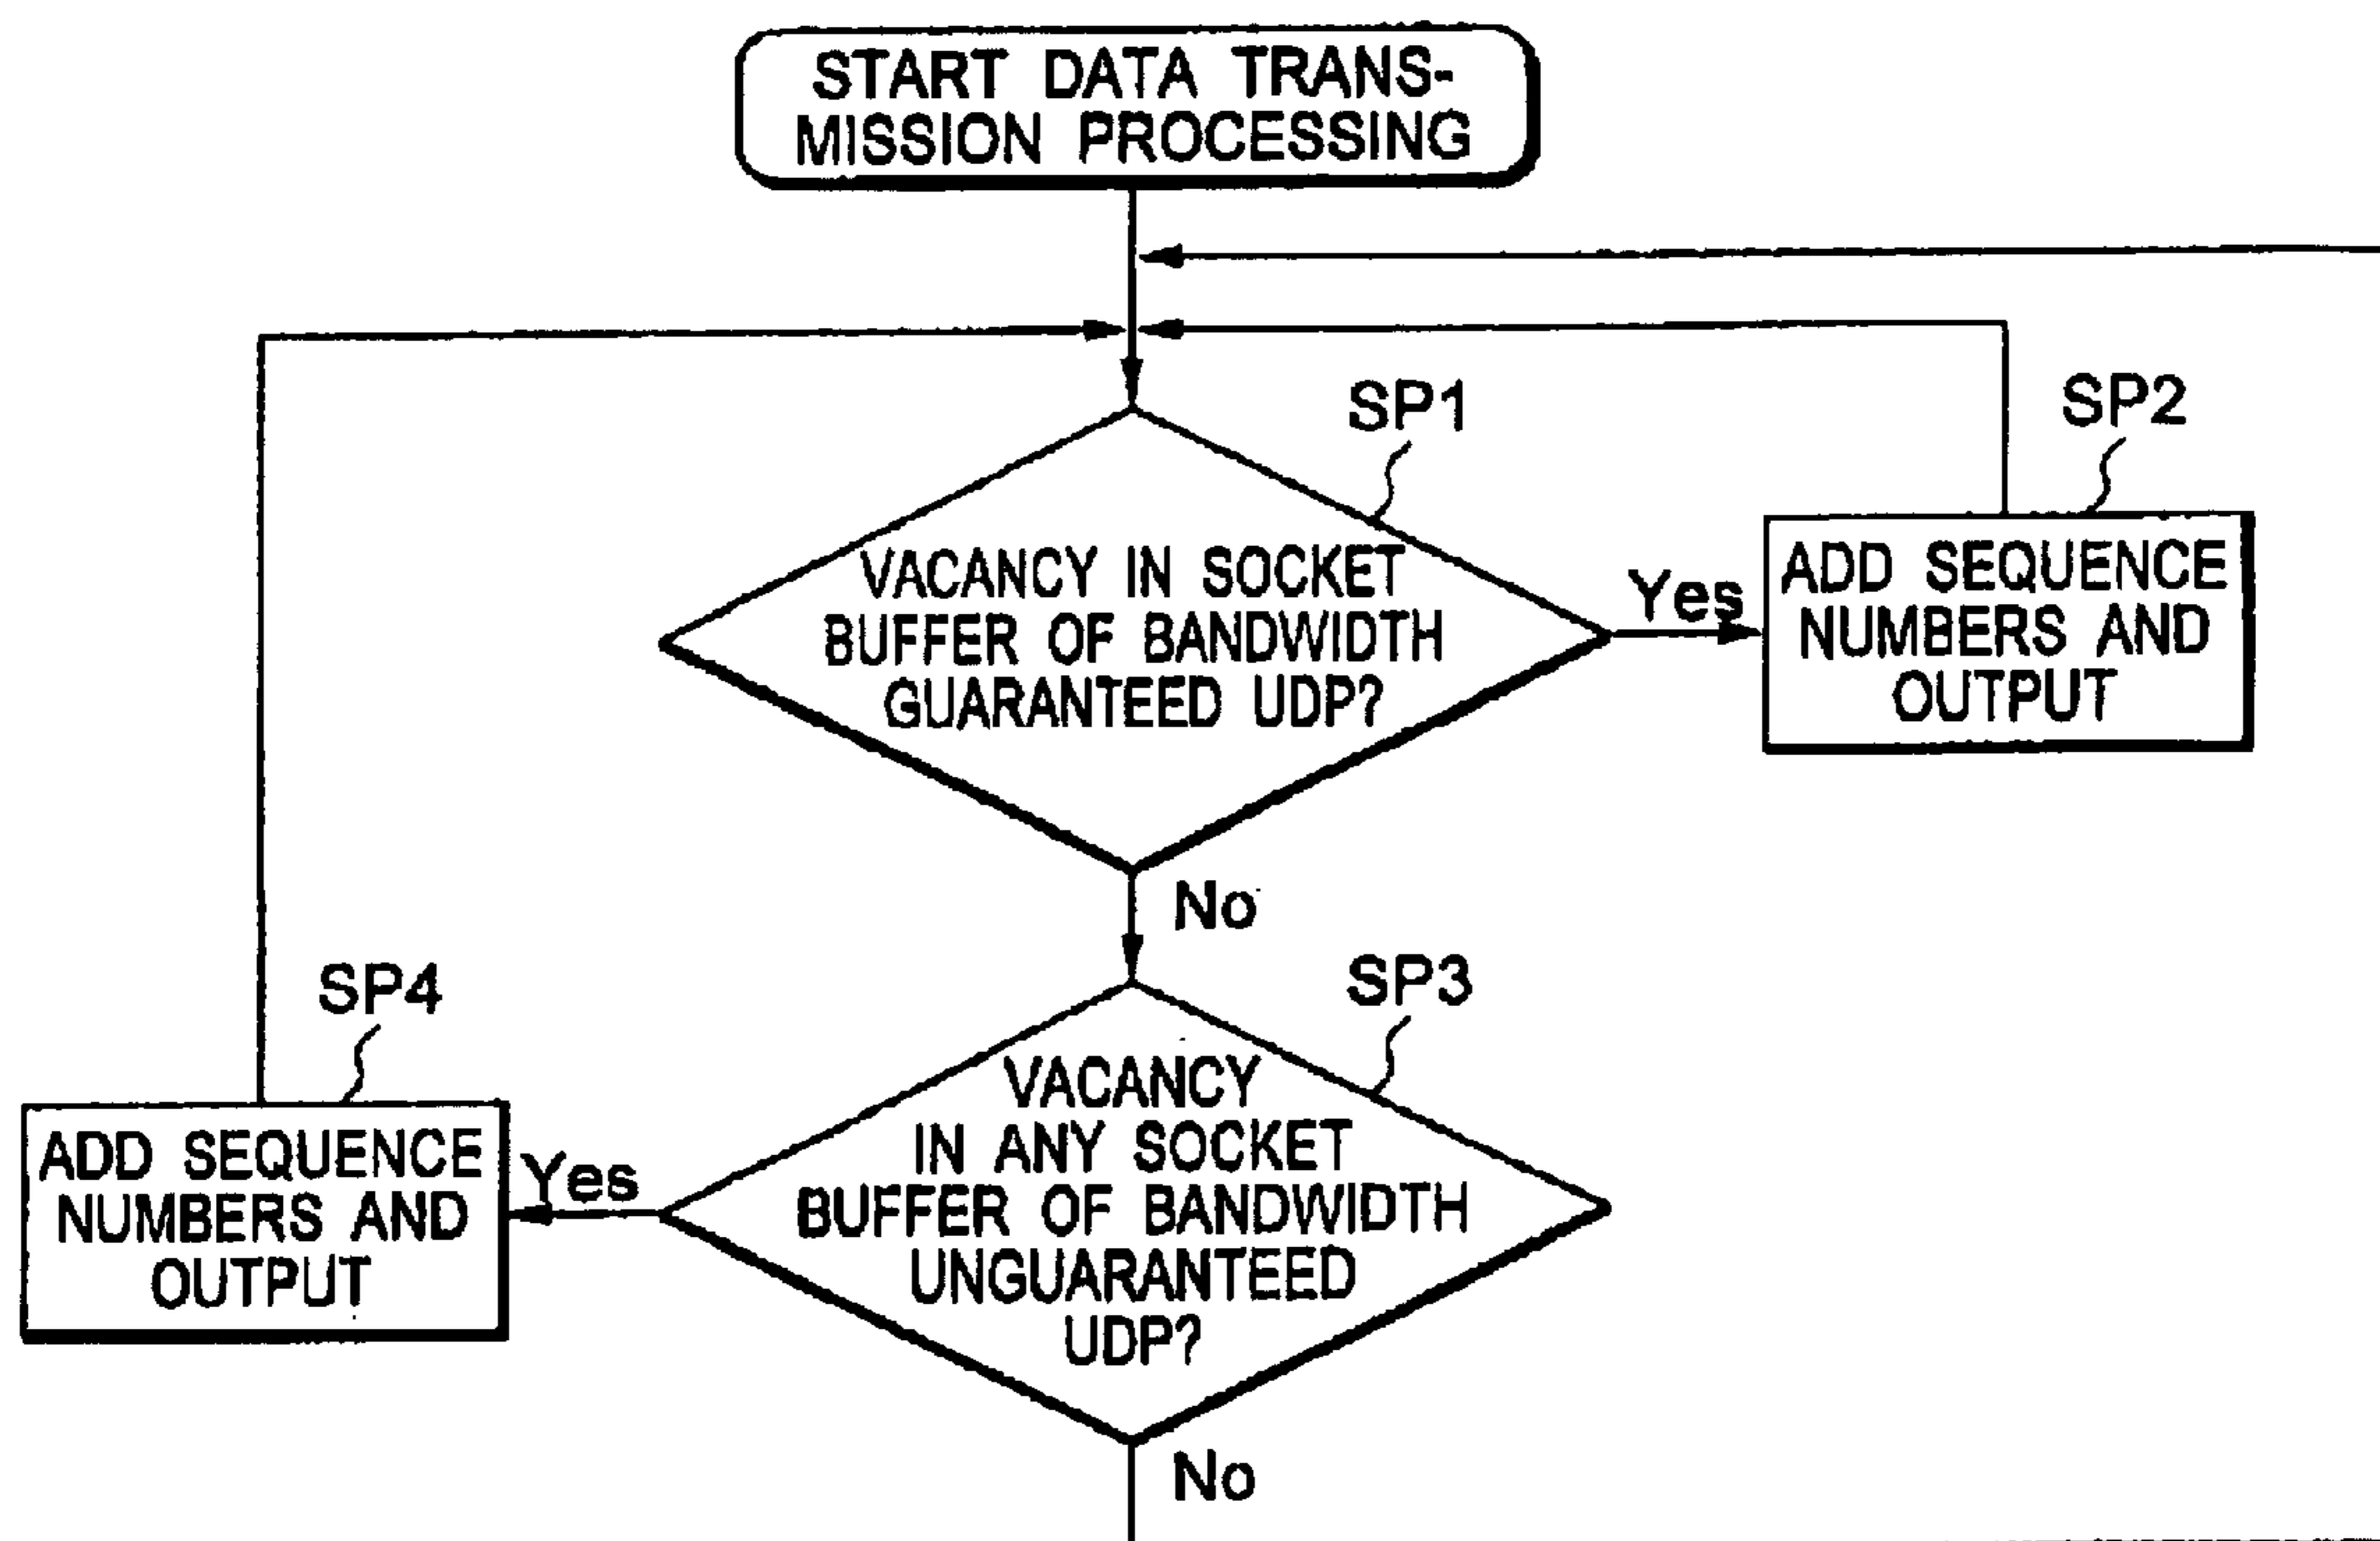 START DATA TRANS-
MISSION PROCESSING
SP1
SP2
VACANCY IN SOCKET
BUFFER OF BANDWIDTH
GUARANTEED UDP?
Yes
ADD SEQUENCE
NUMBERS AND
OUTPUT
No
SP4
SP3
ADD SEQUENCE
NUMBERS AND
OUTPUT
Yes
VACANCY
IN ANY SOCKET
BUFFER OF BANDWIDTH
UNGUARANTEED
UDP?
No